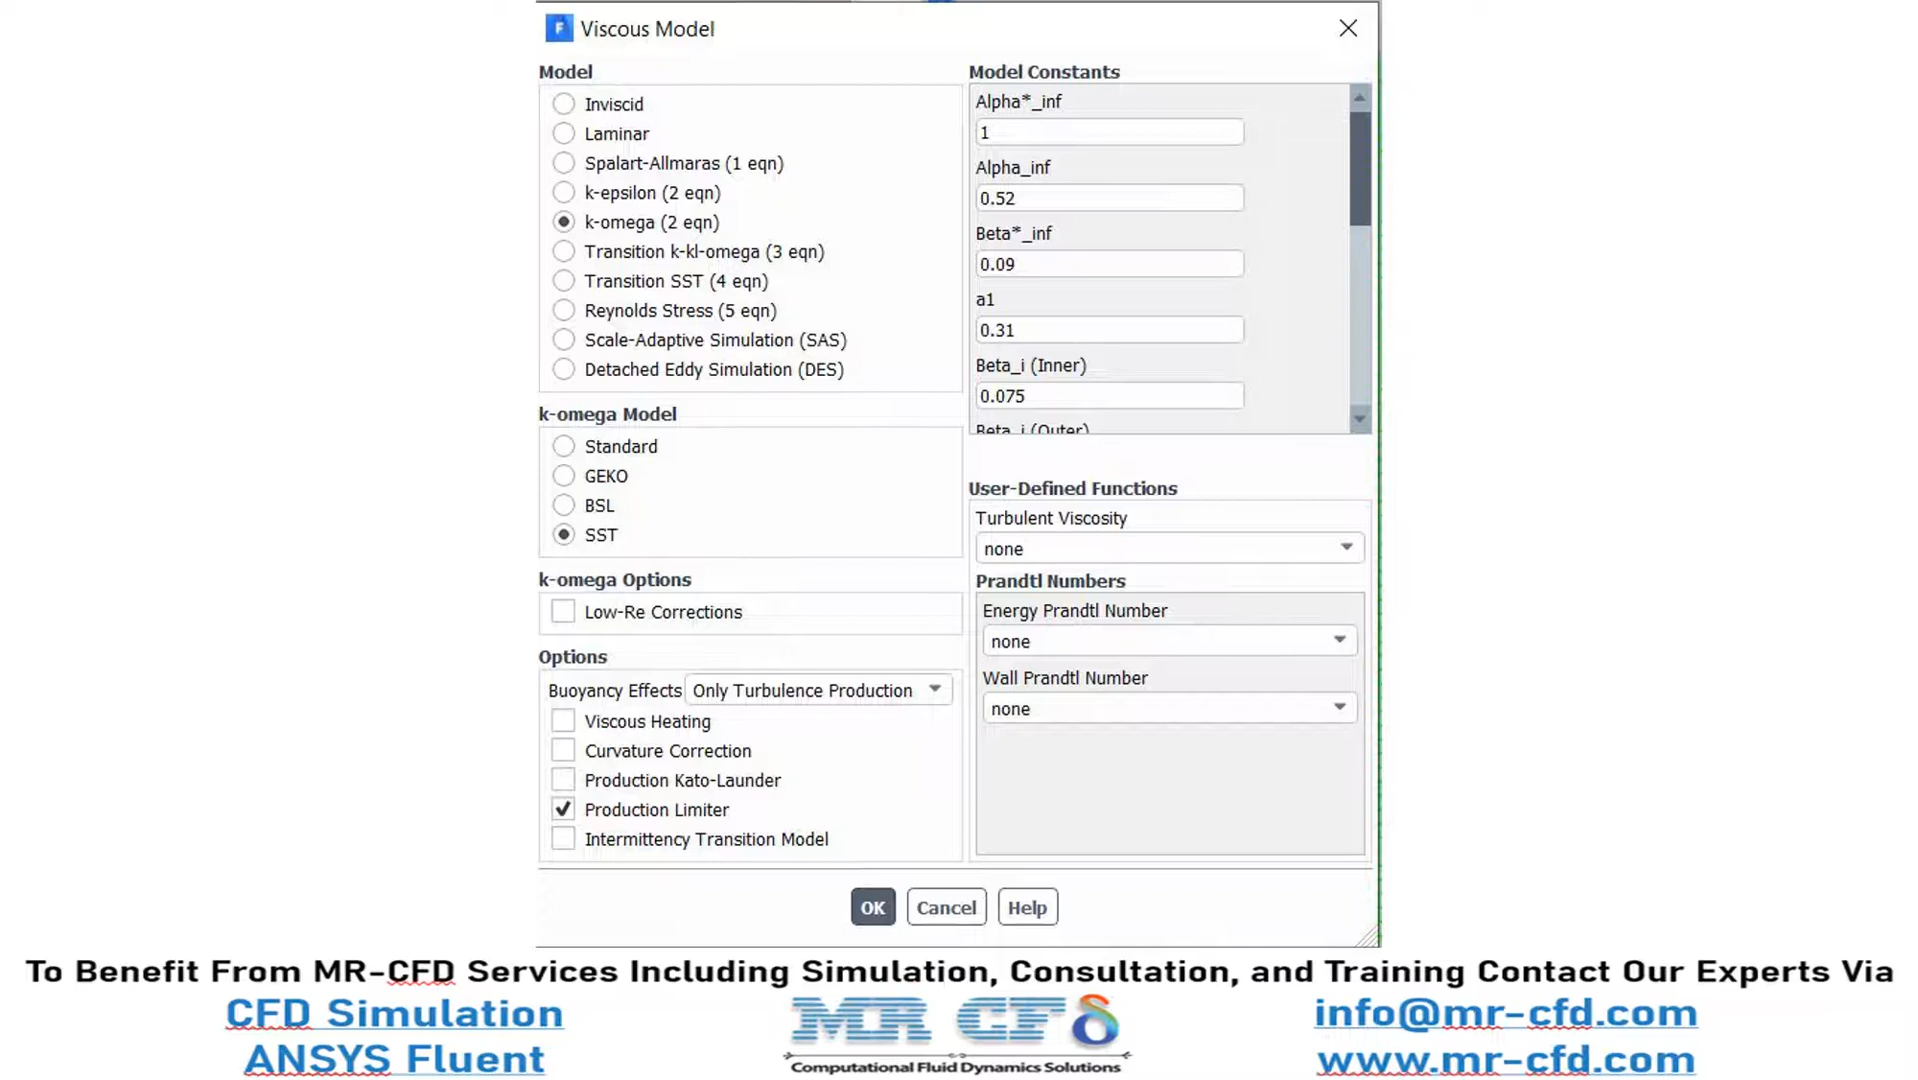 F Viscous Model
Model
Inviscid
Laminar
Spalart-Allmaras (1 eqn)
k-epsilon (2 eqn)
k-omega (2 eqn)
Transition k-kl-omega (3 eqn)
Transition SST (4 eqn)
Reynolds Stress (5 eqn)
Scale-Adaptive Simulation (SAS)
Detached Eddy Simulation (DES)
k-omega Model
Standard
GEKO
BSL
SST
k-omega Options
Low-Re Corrections
Options
Buoyancy Effects Only Turbulence Production
Viscous Heating
Curvature Correction
Production Kato-Launder
Production Limiter
Intermittency Transition Model
Model Constants
Alpha*_inf
1
Alpha_inf
0.52
Beta*_inf
0.09
a1
0.31
Beta_i (Inner)
0.075
Beta_i (Outer)
User-Defined Functions
Turbulent Viscosity
none
Prandtl Numbers
Energy Prandtl Number
none
Wall Prandtl Number
none
OK Cancel Help
To Benefit From MR-CFD Services Including Simulation, Consultation, and Training Contact Our Experts Via
CFD Simulation
ANSYS Fluent
MR CFD
Computational Fluid Dynamics Solutions
info@mr-cfd.com
www.mr-cfd.com